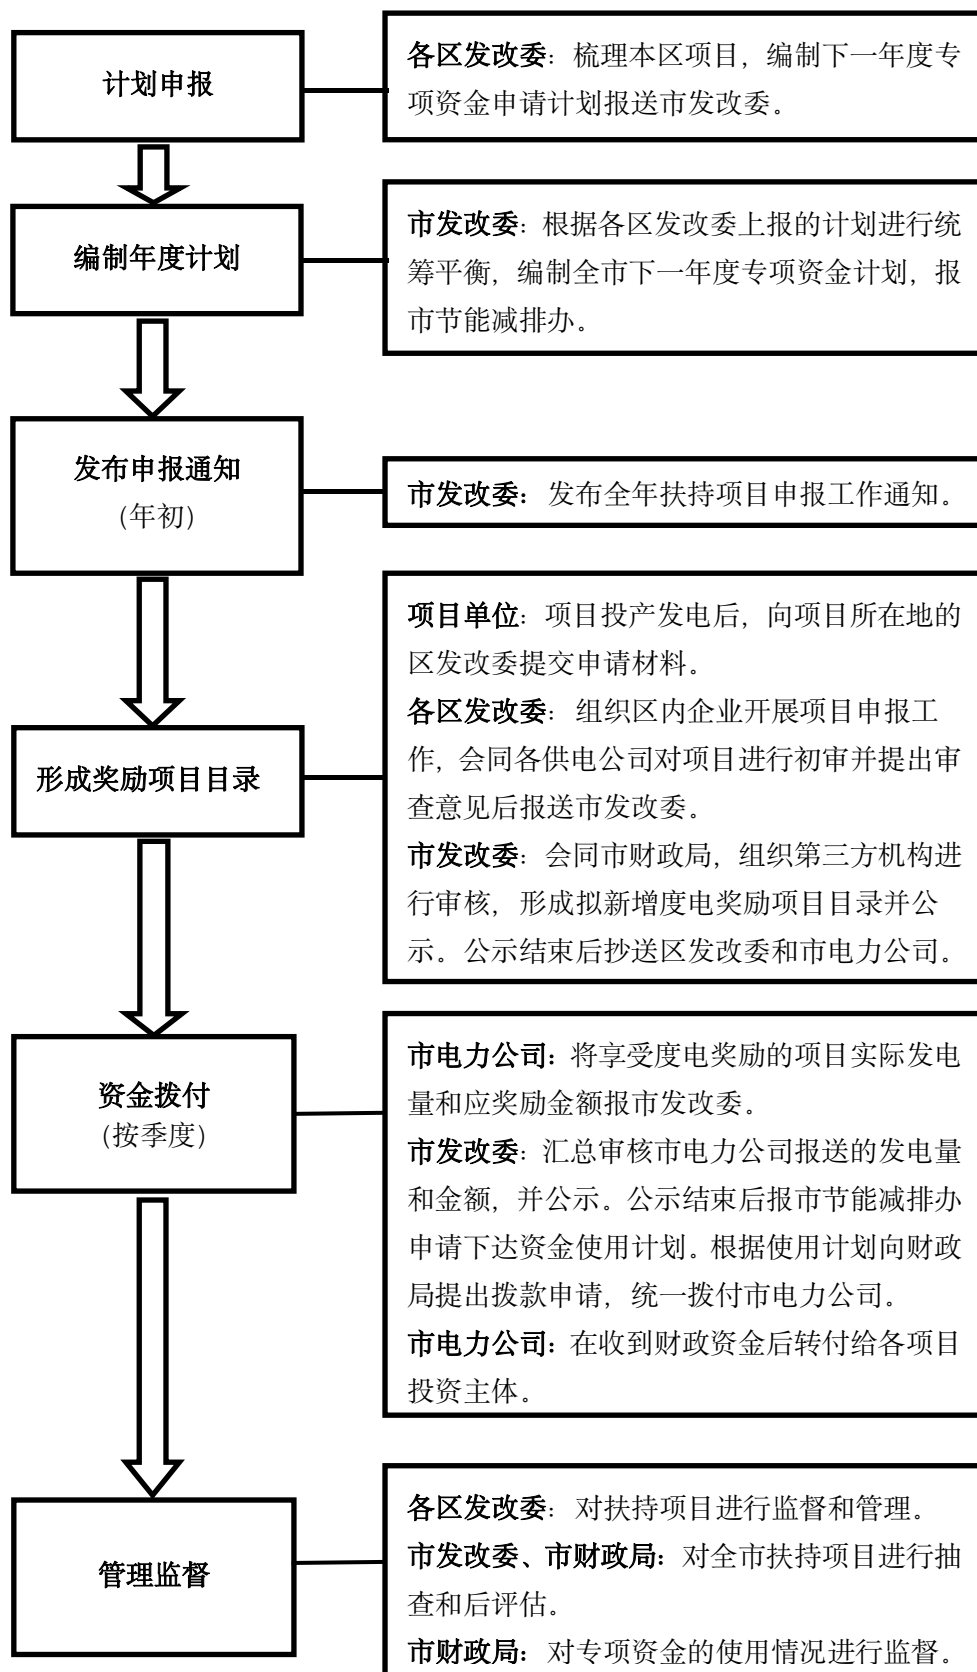 计划申报
各区发改委：梳理本区项目，编制下一年度专
项资金申请计划报送市发改委。
编制年度计划
市发改委：根据各区发改委上报的计划进行统
筹平衡，编制全市下一年度专项资金计划，报
市节能减排办。
发布申报通知
（年初）
市发改委：发布全年扶持项目申报工作通知。
形成奖励项目目录
项目单位：项目投产发电后，向项目所在地的
区发改委提交申请材料。
各区发改委：组织区内企业开展项目申报工
作，会同各供电公司对项目进行初审并提出审
查意见后报送市发改委。
市发改委：会同市财政局，组织第三方机构进
行审核，形成拟新增度电奖励项目目录并公
示。公示结束后抄送区发改委和市电力公司。
资金拨付
（按季度）
市电力公司：将享受度电奖励的项目实际发电
量和应奖励金额报市发改委。
市发改委：汇总审核市电力公司报送的发电量
和金额，并公示。公示结束后报市节能减排办
申请下达资金使用计划。根据使用计划向财政
局提出拨款申请，统一拨付市电力公司。
市电力公司：在收到财政资金后转付给各项目
投资主体。
管理监督
各区发改委：对扶持项目进行监督和管理。
市发改委、市财政局：对全市扶持项目进行抽
查和后评估。
市财政局：对专项资金的使用情况进行监督。